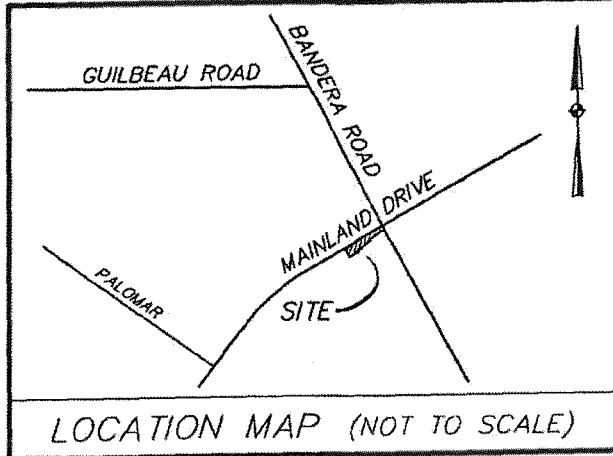 GUILBEAU ROAD
BANDERA ROAD
MAINLAND DRIVE
PALOMAR
SITE
LOCATION MAP (NOT TO SCALE)